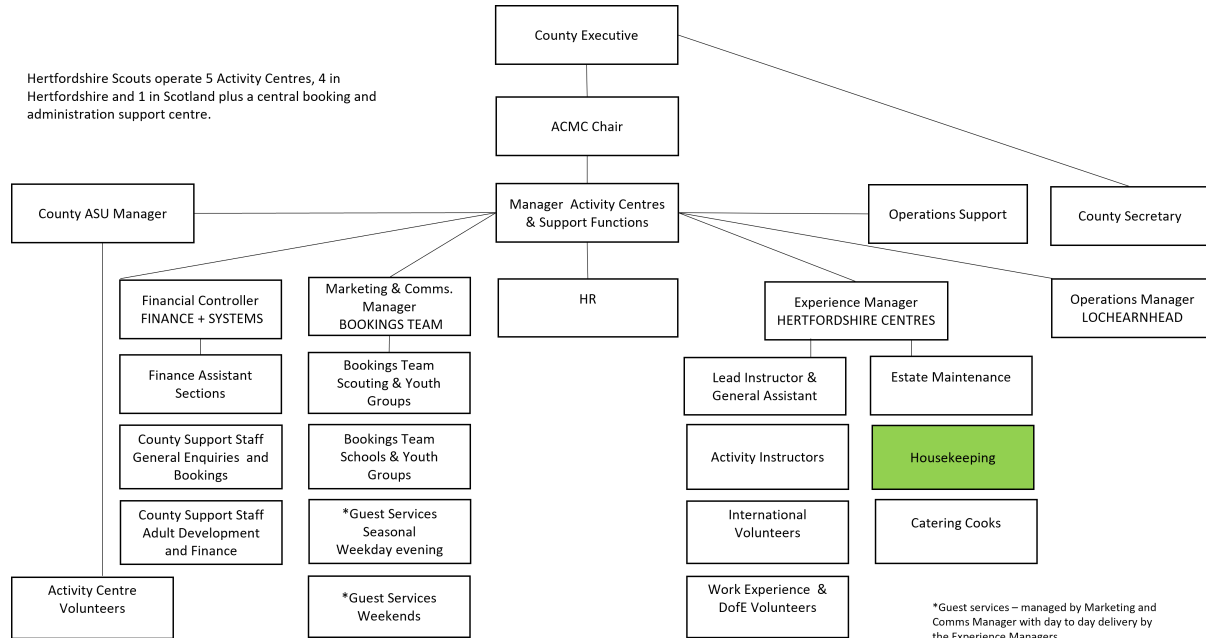 County Executive
Hertfordshire Scouts operate 5 Activity Centres, 4 in
Hertfordshire and 1 in Scotland plus a central booking and
administration support centre.
ACMC Chair
County ASU Manager
Manager Activity Centres
& Support Functions
Operations Support
County Secretary
Financial Controller
FINANCE + SYSTEMS
Marketing & Comms.
Manager
BOOKINGS TEAM
HR
Experience Manager
HERTFORDSHIRE CENTRES
Operations Manager
LOCHEARNHEAD
Finance Assistant
Sections
Bookings Team
Scouting & Youth
Groups
Lead Instructor &
General Assistant
Estate Maintenance
County Support Staff
General Enquiries and
Bookings
Bookings Team
Schools & Youth
Groups
Activity Instructors
Housekeeping
County Support Staff
Adult Development
and Finance
*Guest Services
Seasonal
Weekday evening
International
Volunteers
Catering Cooks
Activity Centre
Volunteers
*Guest Services
Weekends
Work Experience &
DofE Volunteers
*Guest services – managed by Marketing and
Comms Manager with day to day delivery by
the Experience Managers